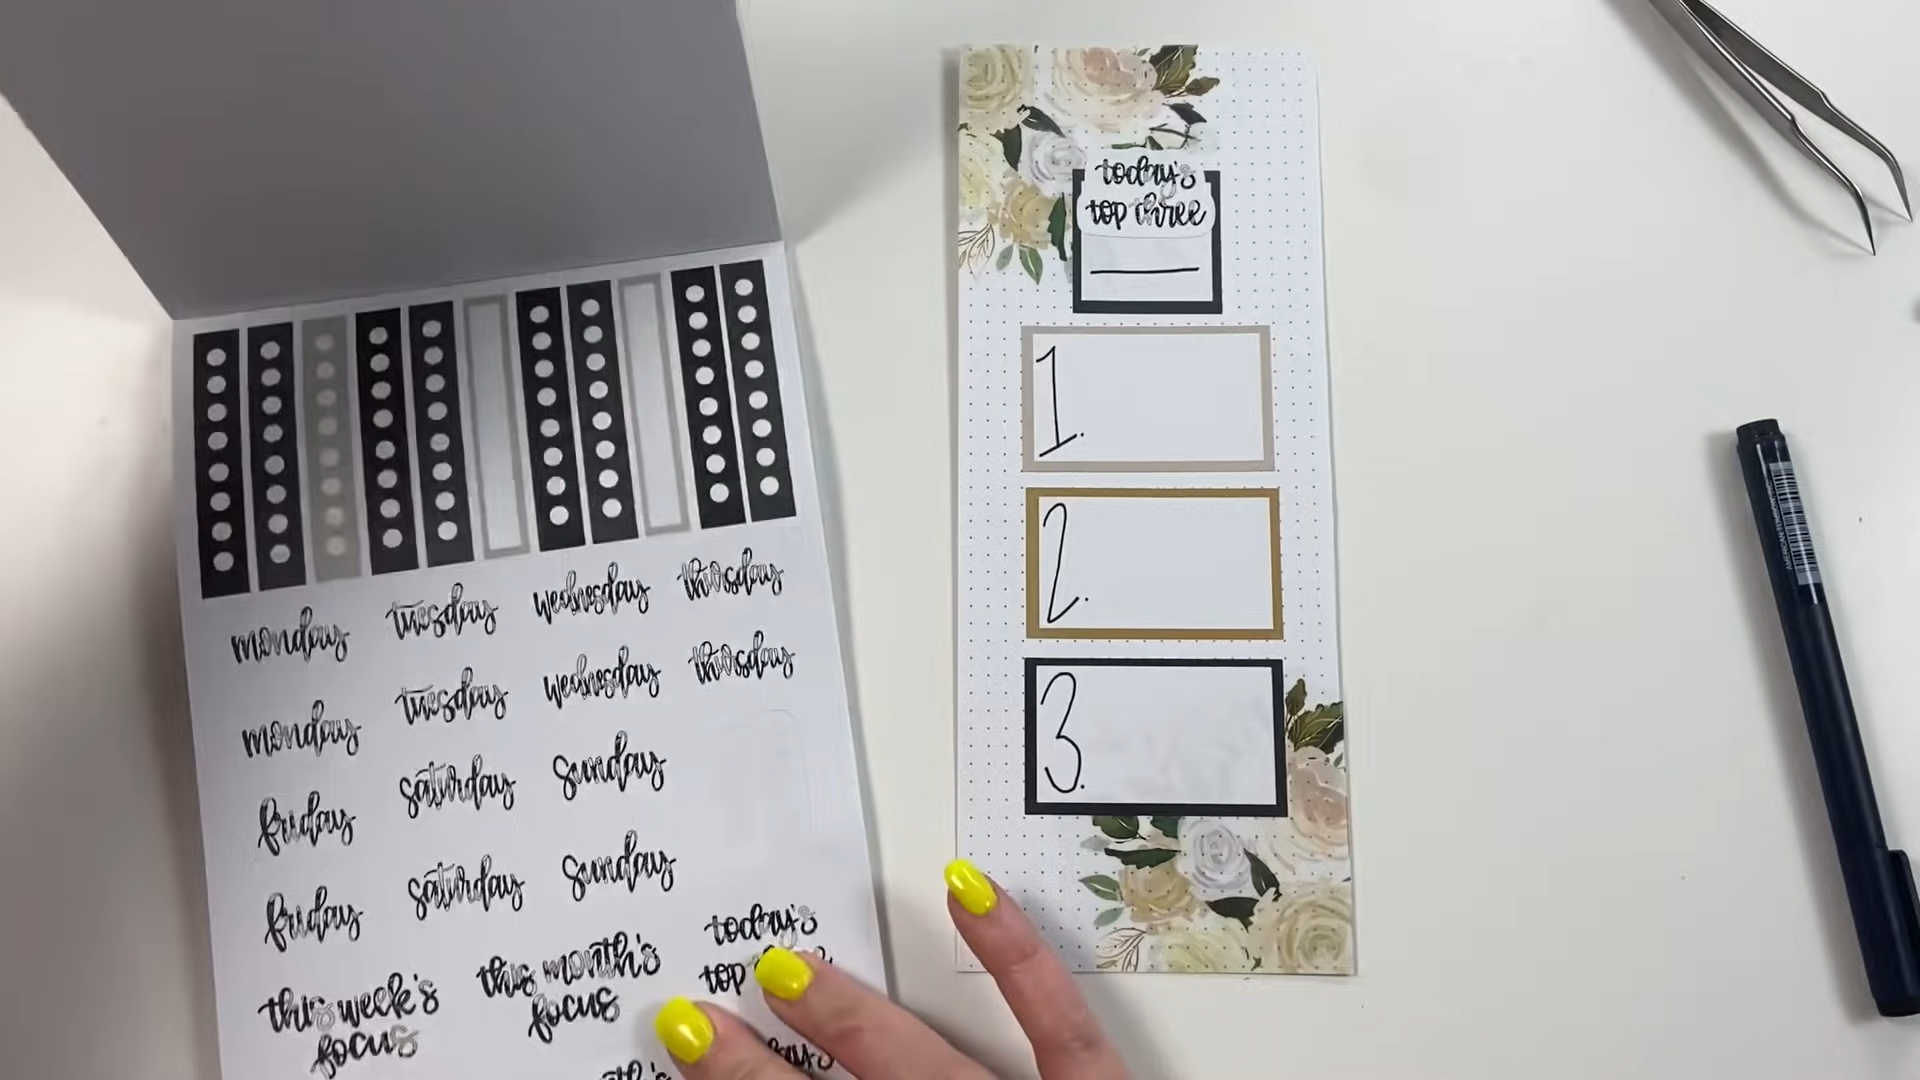 monday tuesday wednesday thursday
monday tuesday wednesday thursday
friday saturday sunday
friday saturday sunday
this week's
focus
this month's
focus
today's
top
today's
top three
1.
2.
3.